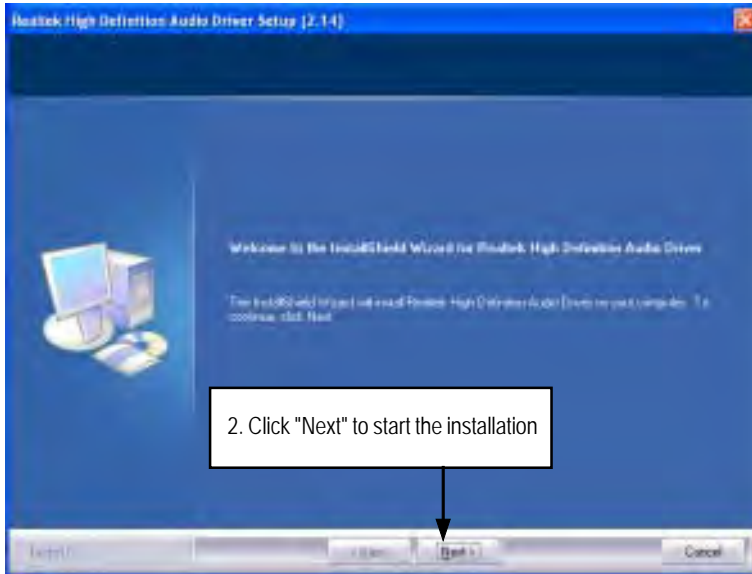 Realtek High Definition Audio Driver Setup (2.14)
Welcome to the InstallShield Wizard for Realtek High Definition Audio Driver
The InstallShield Wizard will install Realtek High Definition Audio Driver on your computer. To
continue, click Next
2. Click "Next" to start the installation
Next >
Cancel